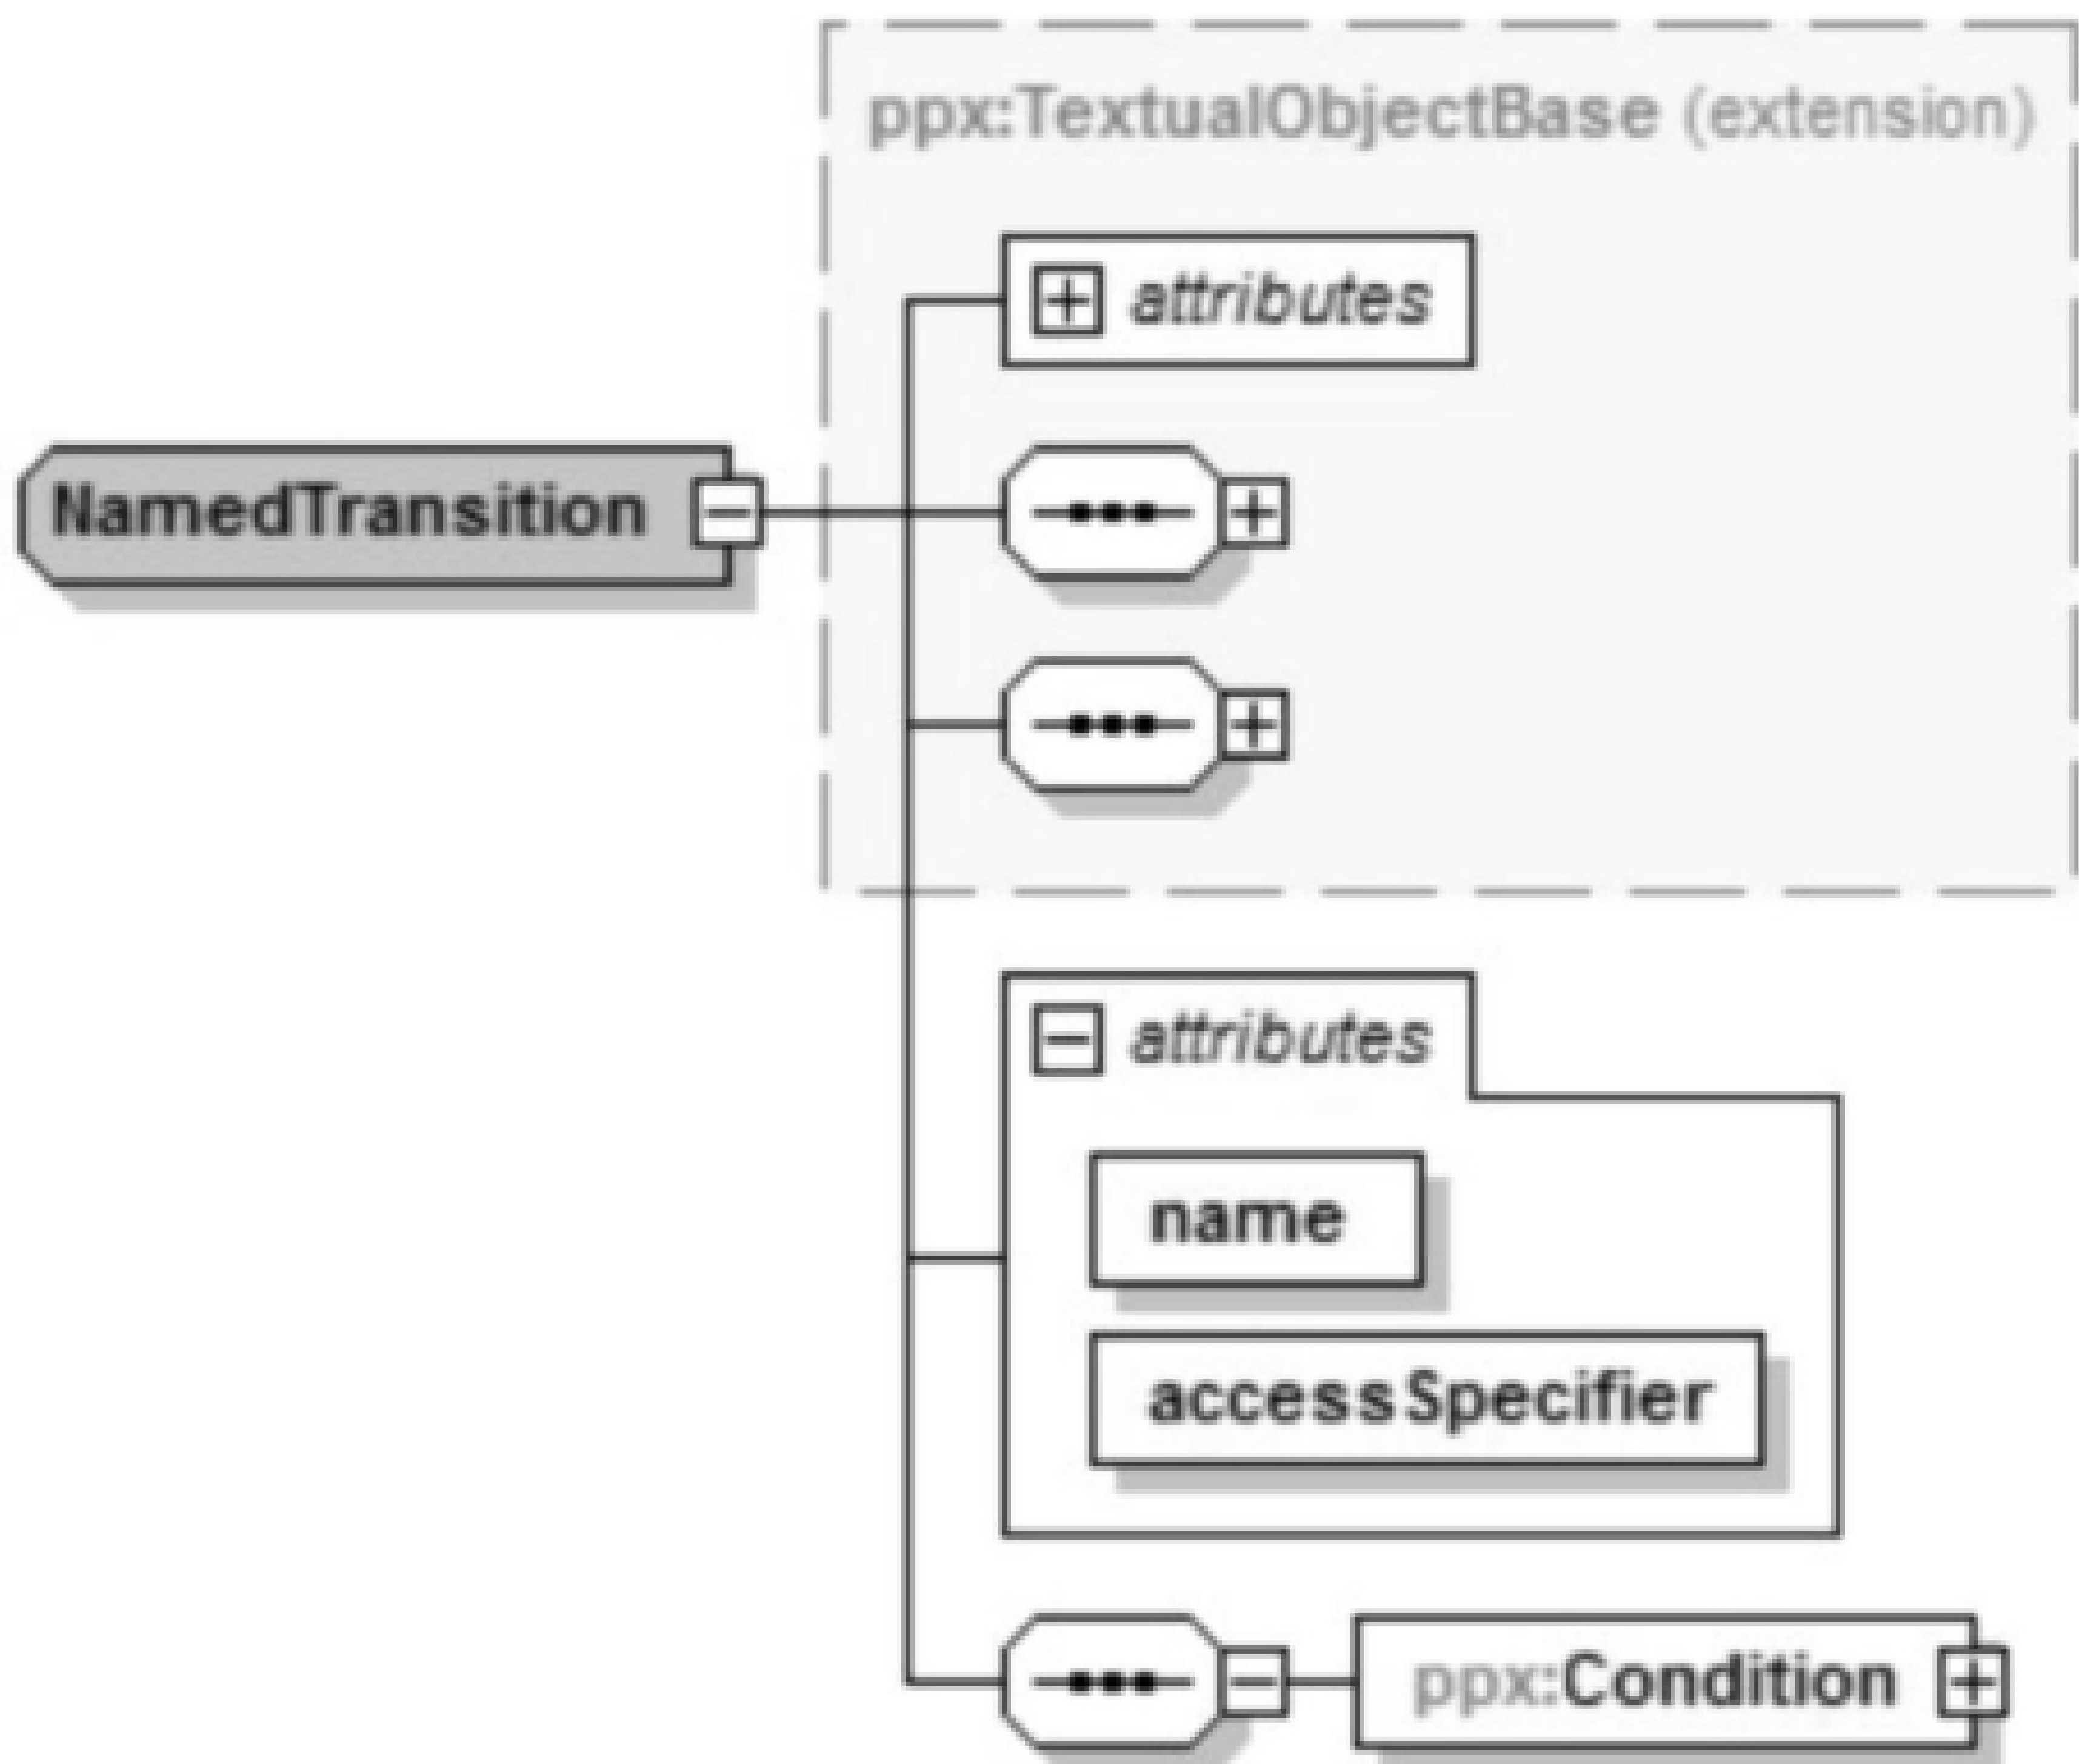 ppx:TextualObjectBase (extension)
attributes
NamedTransition
attributes
name
accessSpecifier
ppx:Condition